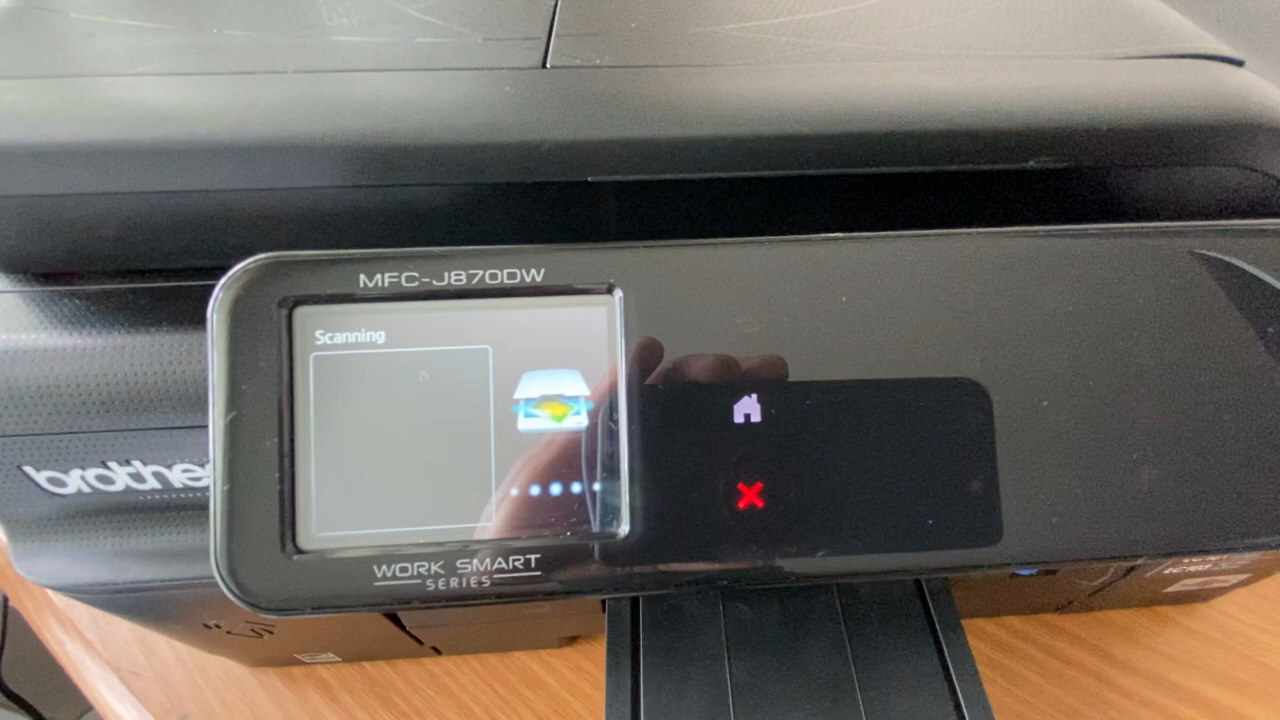 MFC-J870DW
Scanning
brother
WORK SMART
SERIES